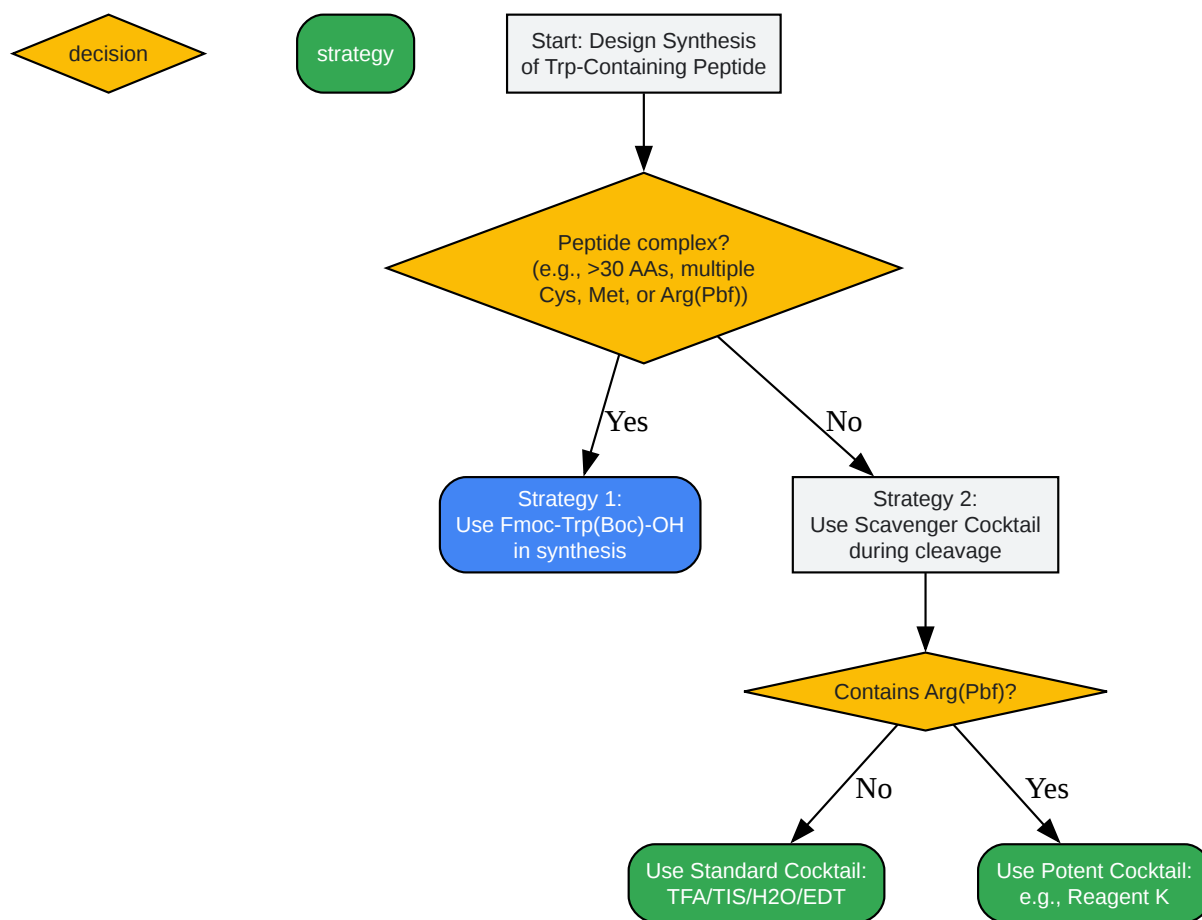 decision
strategy
Start: Design Synthesis
of Trp-Containing Peptide
Peptide complex?
(e.g., >30 AAs, multiple
Cys, Met, or Arg(Pbf))
Yes
No
Strategy 1:
Use Fmoc-Trp(Boc)-OH
in synthesis
Strategy 2:
Use Scavenger Cocktail
during cleavage
Contains Arg(Pbf)?
No
Yes
Use Standard Cocktail:
TFA/TIS/H2O/EDT
Use Potent Cocktail:
e.g., Reagent K